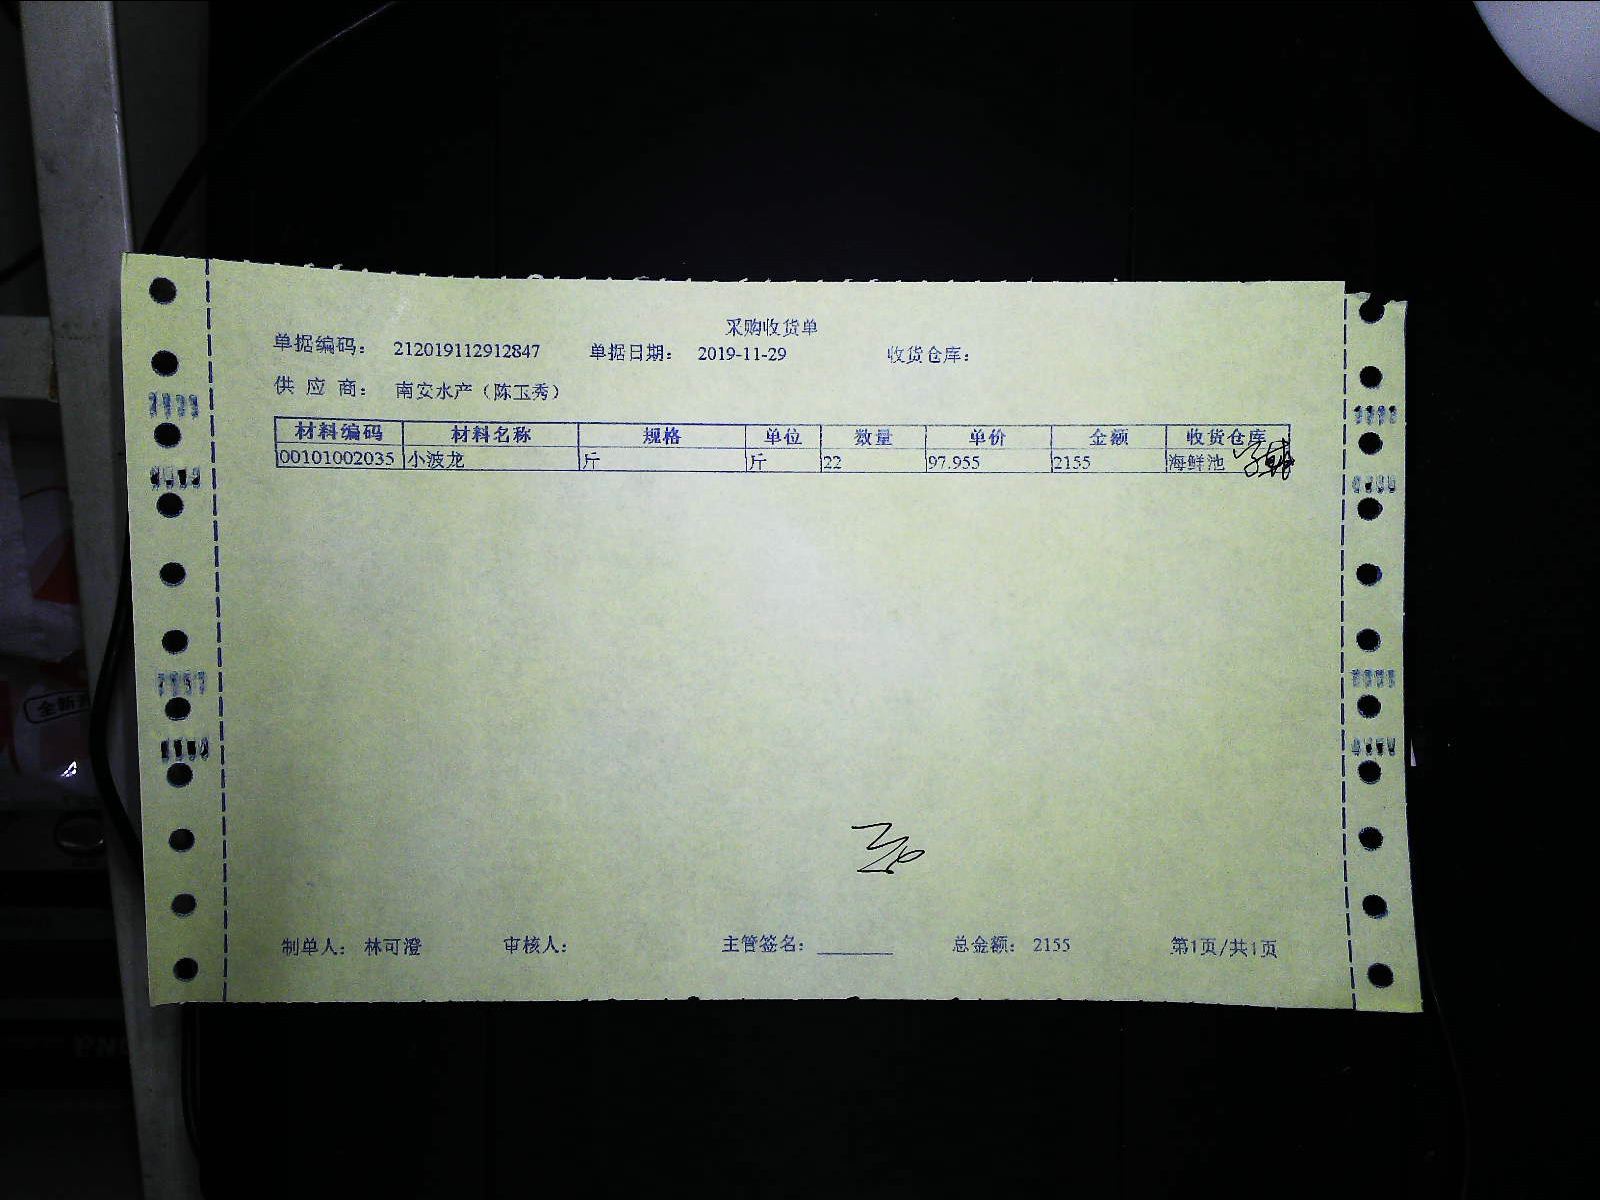 采购收货单
单据编码： 212019112912847 单据日期： 2019-11-29 收货仓库：
供 应 商： 南安水产（陈玉秀）
材料编码 材料名称 规格 单位 数量 单价 金额 收货仓库
00101002035 小波龙 斤 斤 22 97.955 2155 海鲜池
制单人： 林可澄 审核人： 主管签名： 总金额： 2155 第1页/共1页
全新